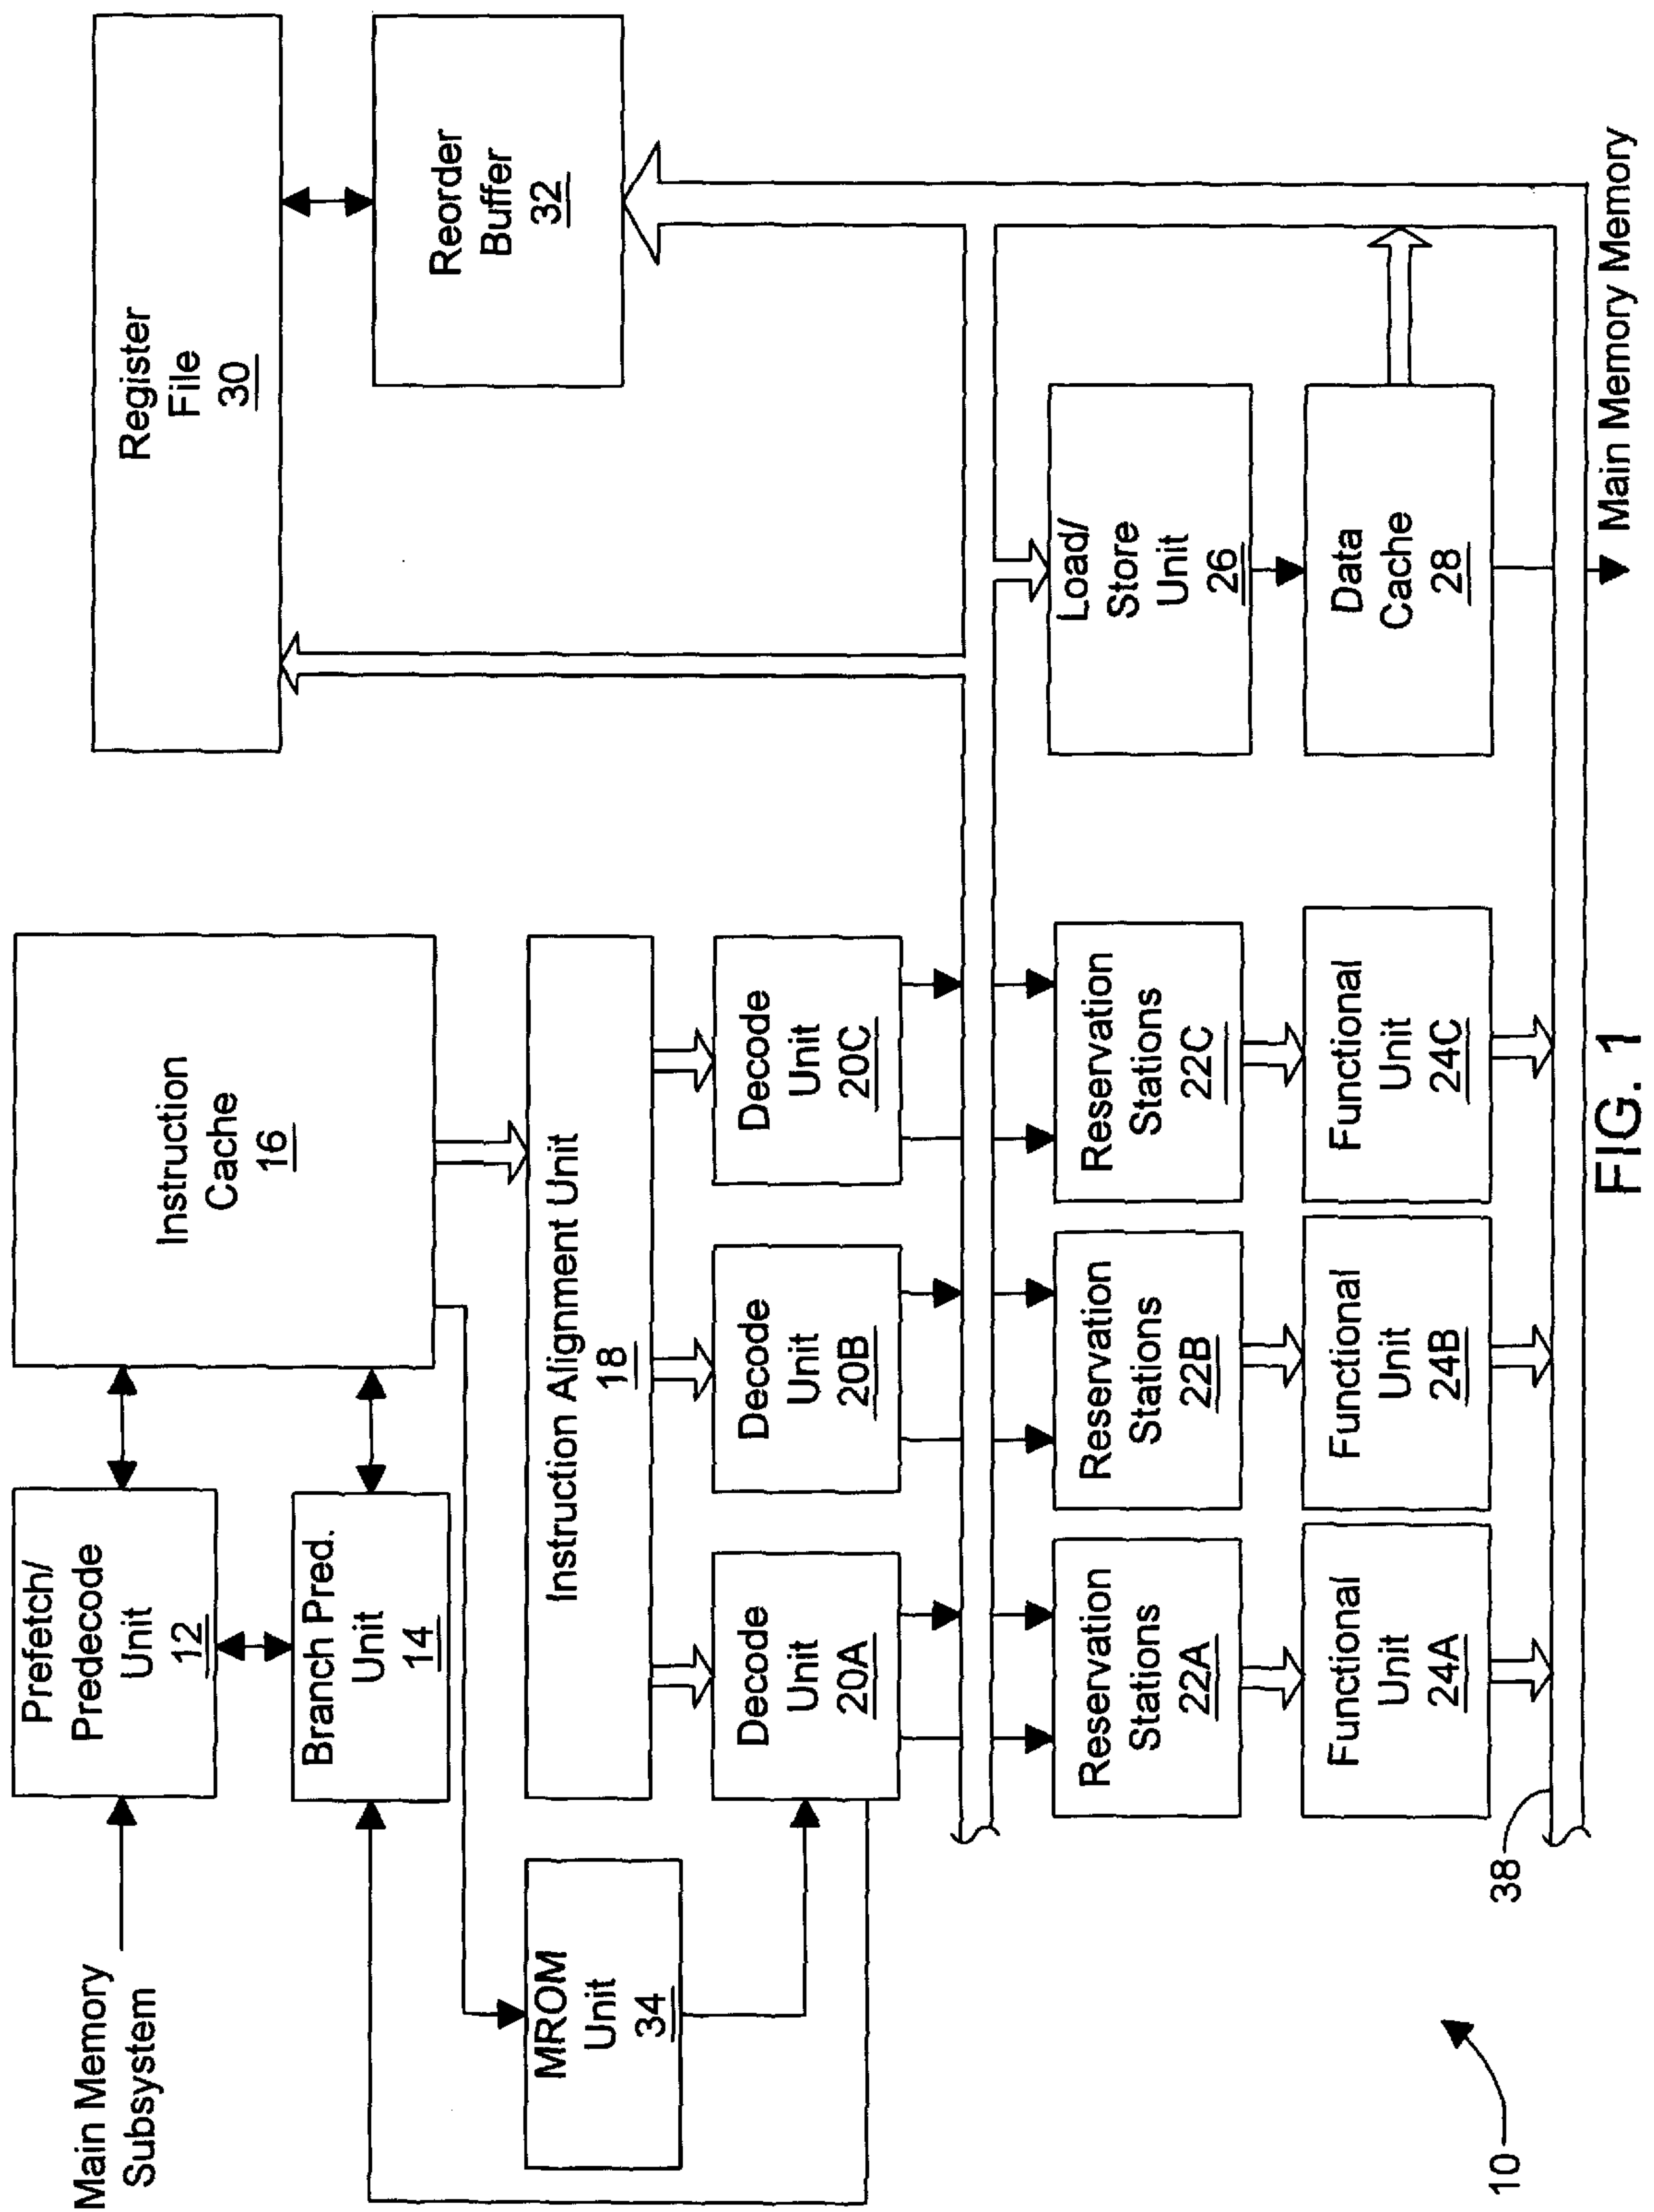 Main Memory
Subsystem
Prefetch/
Predecode
Unit
12
Branch Pred.
Unit
14
Instruction
Cache
16
Register
File
30
Reorder
Buffer
32
MROM
Unit
34
Instruction Alignment Unit
18
Decode
Unit
20A
Decode
Unit
20B
Decode
Unit
20C
Reservation
Stations
22A
Reservation
Stations
22B
Reservation
Stations
22C
Load/
Store
Unit
26
Functional
Unit
24A
Functional
Unit
24B
Functional
Unit
24C
Data
Cache
28
38
10
Main Memory Memory
FIG. 1